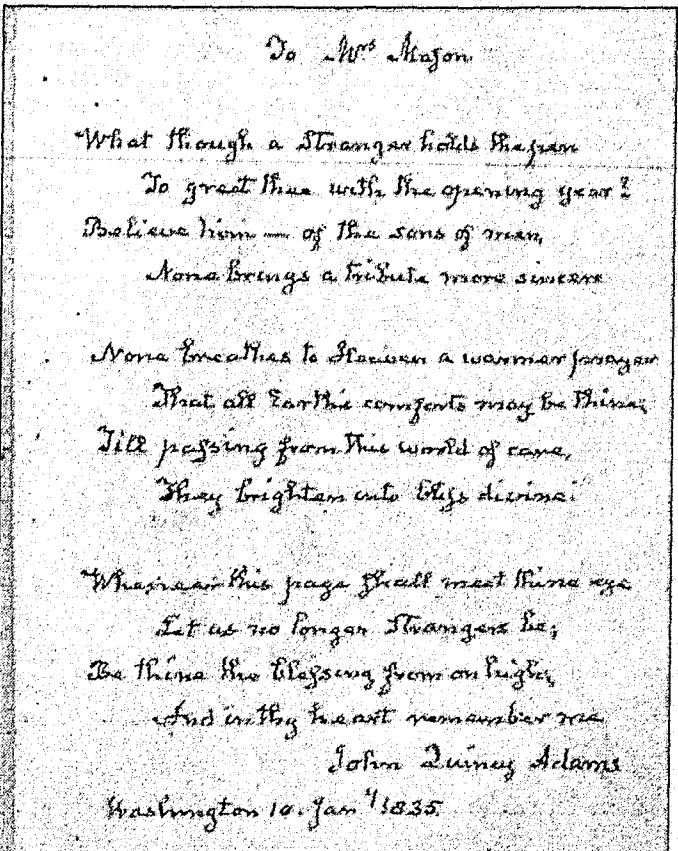 To Mrs Mason
What though a Stranger holds the pen
To greet thee with the opening year?
Believe him — of the sons of men,
None brings a tribute more sincere
None breathes to Heaven a warmer prayer
That all Earth's comforts may be thine;
Till passing from this world of care,
They brighten into bliss divine.
Whene'er this page shall meet thine eye
Let us no longer Strangers be;
Be thine the blessing from on high,
And in thy heart remember me
John Quincy Adams
Washington 10. Jany 1835.